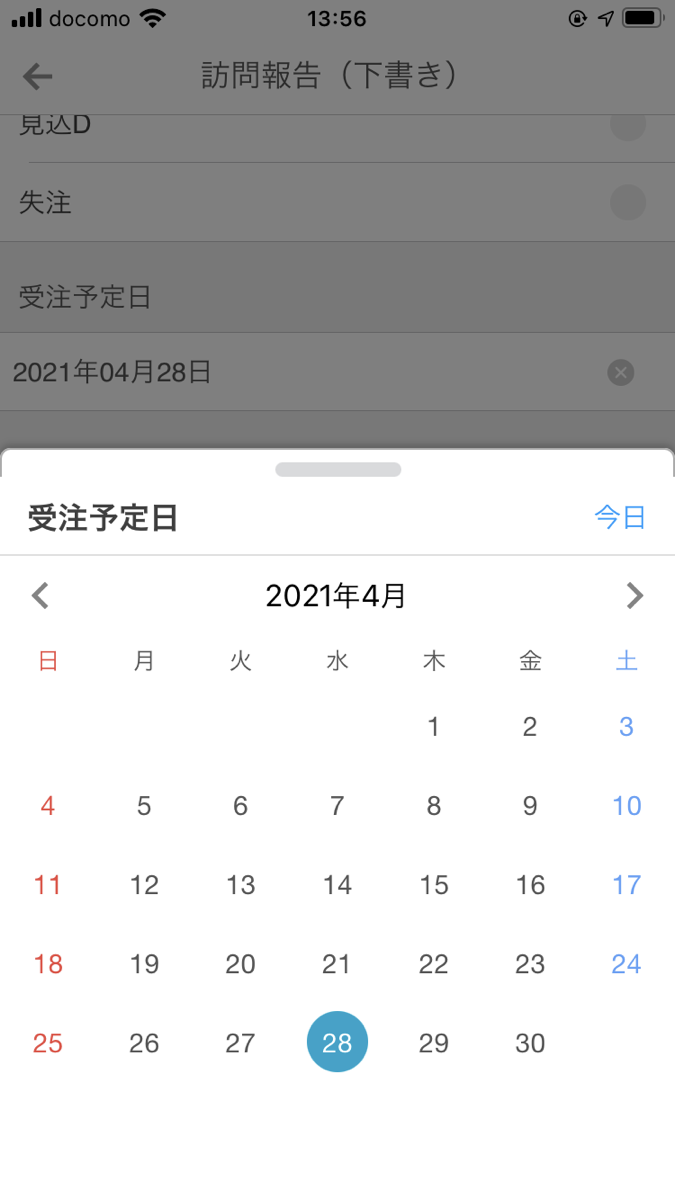 docomo 13:56
訪問報告（下書き）
見込D
失注
受注予定日
2021年04月28日
受注予定日 今日
2021年4月
日 月 火 水 木 金 土
1 2 3
4 5 6 7 8 9 10
11 12 13 14 15 16 17
18 19 20 21 22 23 24
25 26 27 28 29 30